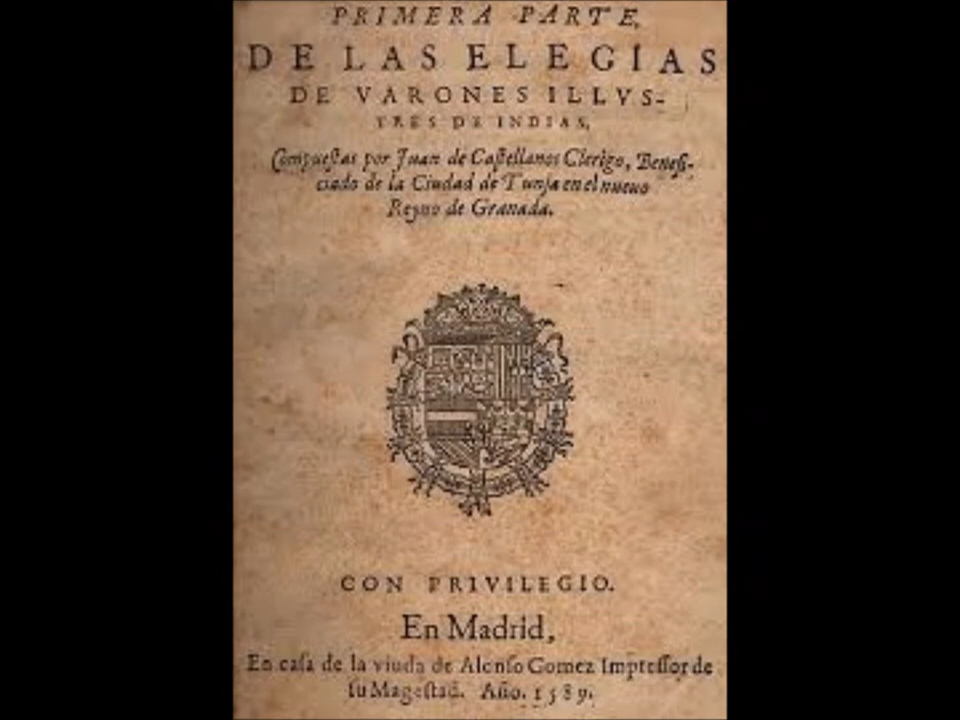 PRIMERA PARTE,
DE LAS ELEGIAS
DE VARONES ILLVS-
TRES DE INDIAS,
Compueſtas por Juan de Caſtellanos Clerigo, Benefi-
ciado de la Ciudad de Tunja en el nueuo
Reyno de Granada.
CON PRIVILEGIO.
En Madrid,
En caſa de la viuda de Alonſo Gomez Impreſſor de
ſu Mageſtad. Año. 1589.